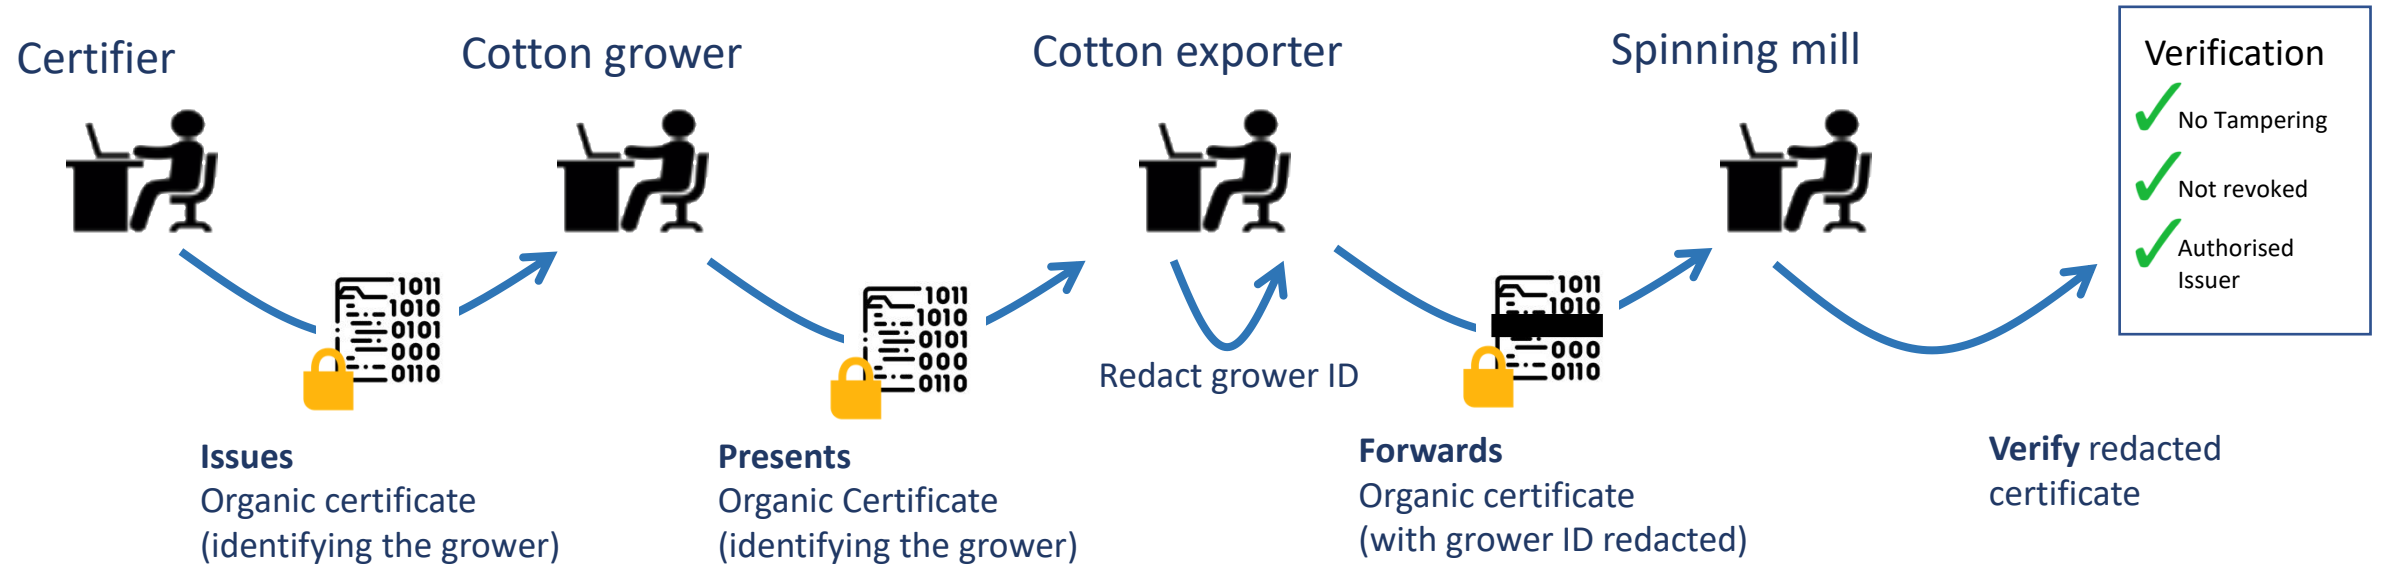 Certifier
Cotton grower
Cotton exporter
Spinning mill
Verification
No Tampering
Not revoked
Authorised
Issuer
1011
1010
0101
000
0110
1011
1010
0101
000
0110
Redact grower ID
1011
1010
000
0110
Issues
Organic certificate
(identifying the grower)
Presents
Organic Certificate
(identifying the grower)
Forwards
Organic certificate
(with grower ID redacted)
Verify redacted
certificate